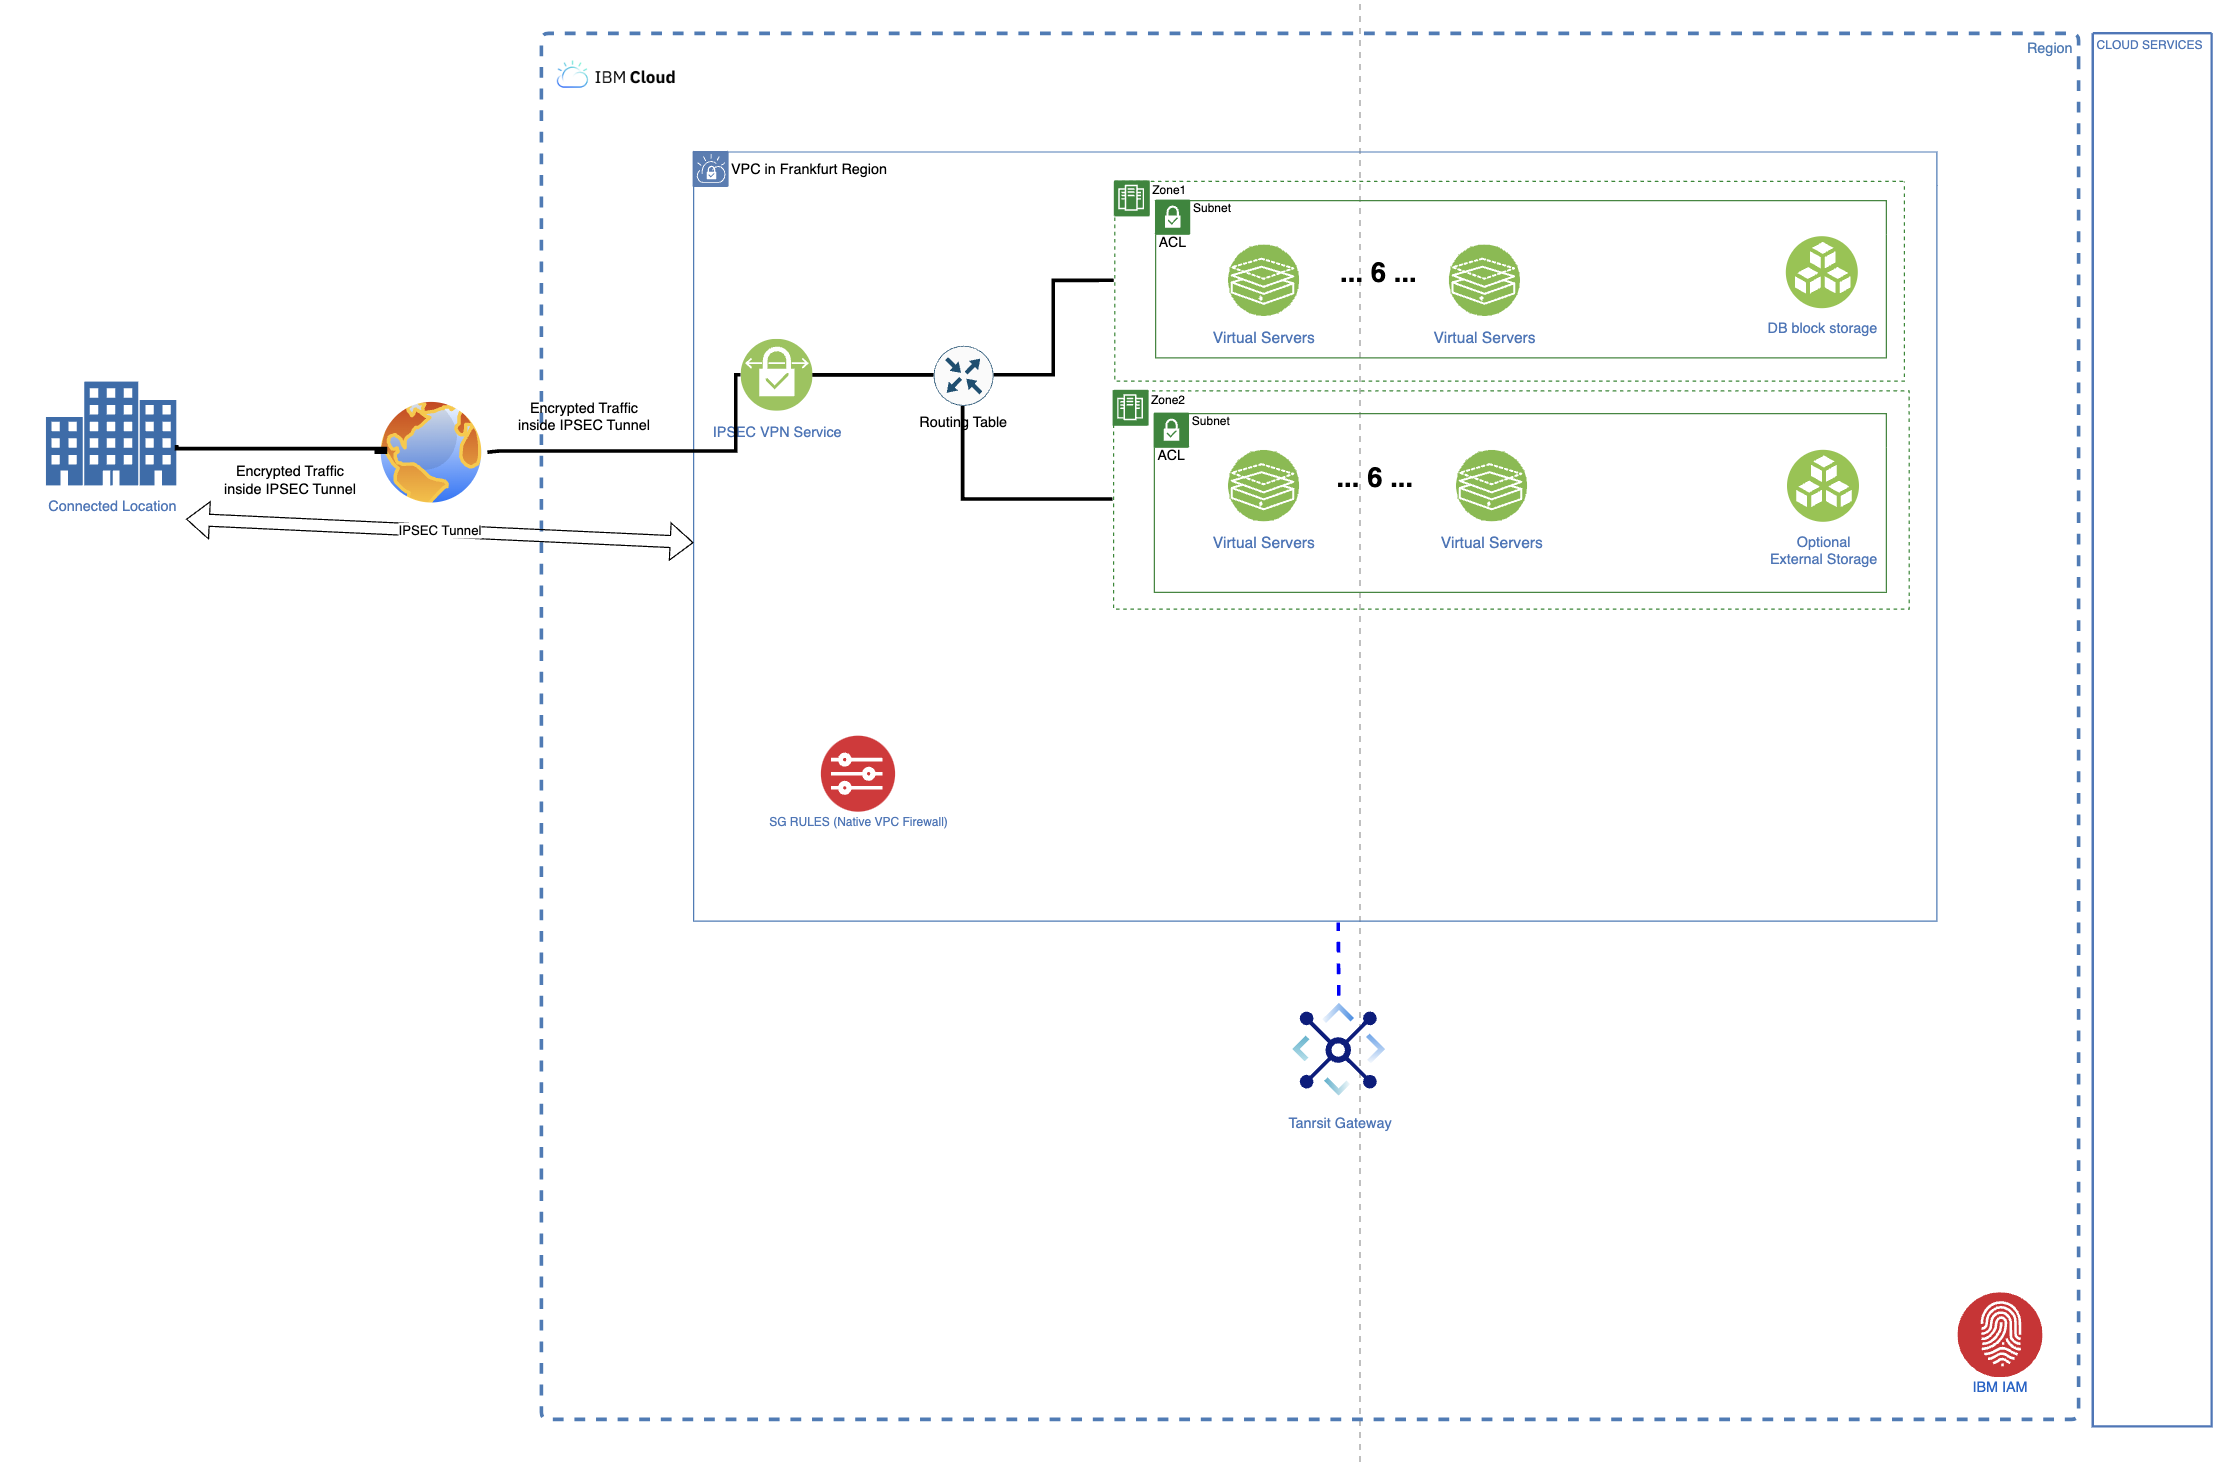 Region
CLOUD SERVICES
IBM Cloud
VPC in Frankfurt Region
Zone1
Subnet
ACL
... 6 ...
Virtual Servers
Virtual Servers
DB block storage
Zone2
Subnet
ACL
... 6 ...
Virtual Servers
Virtual Servers
Optional
External Storage
Encrypted Traffic
inside IPSEC Tunnel
IPSEC VPN Service
Routing Table
Encrypted Traffic
inside IPSEC Tunnel
Connected Location
IPSEC Tunnel
SG RULES (Native VPC Firewall)
Tanrsit Gateway
IBM IAM